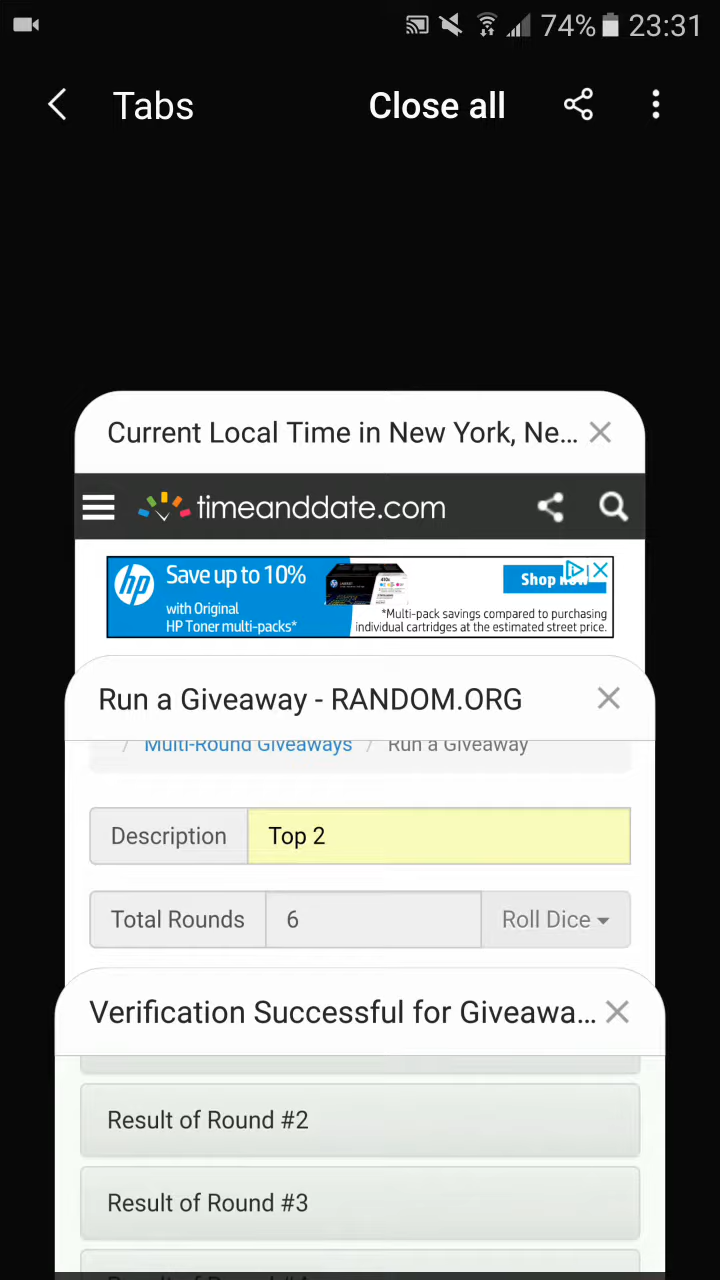 74% 23:31
Tabs Close all
Current Local Time in New York, Ne...
timeanddate.com
hp Save up to 10%
with Original
HP Toner multi-packs*
Shop
*Multi-pack savings compared to purchasing
individual cartridges at the estimated street price.
Run a Giveaway - RANDOM.ORG
/ Multi-Round Giveaways / Run a Giveaway
Description Top 2
Total Rounds 6 Roll Dice
Verification Successful for Giveawa...
Result of Round #2
Result of Round #3